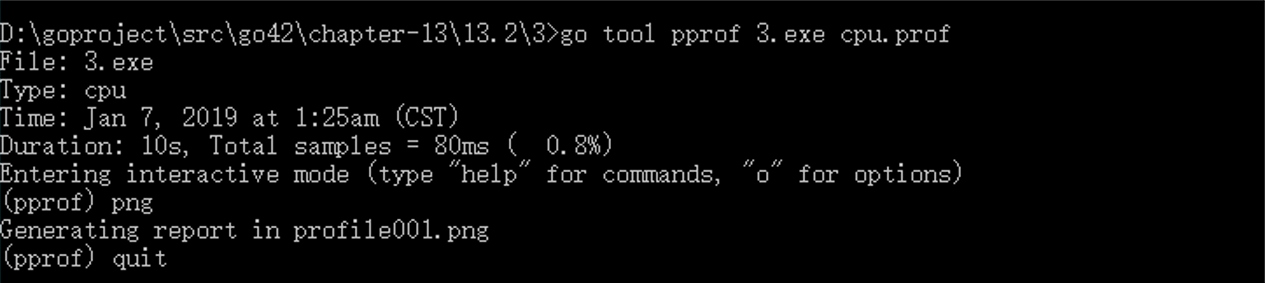 D:\goproject\src\go42\chapter-13\13.2\3>go tool pprof 3.exe cpu.prof
File: 3.exe
Type: cpu
Time: Jan 7, 2019 at 1:25am (CST)
Duration: 10s, Total samples = 80ms (  0.8%)
Entering interactive mode (type "help" for commands, "o" for options)
(pprof) png
Generating report in profile001.png
(pprof) quit